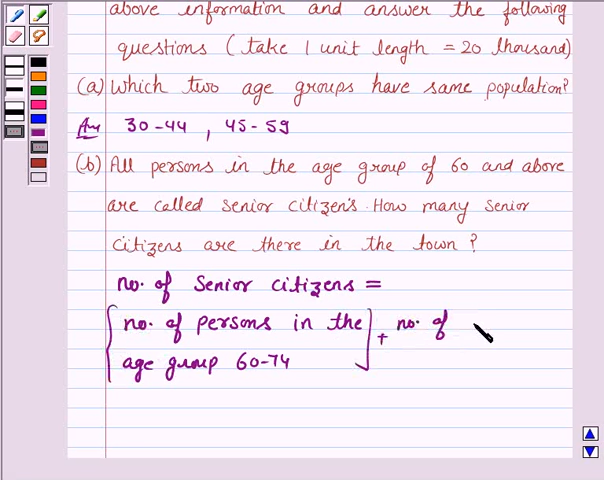 above information and answer the following
questions (take 1 unit length = 20 thousand)
(a) Which two age groups have same population?
Ans 30-44, 45-59
(b) All persons in the age group of 60 and above
are called senior citizen's. How many senior
citizens are there in the town?
no. of Senior citizens =
[no. of persons in the
age group 60-74] + no. of